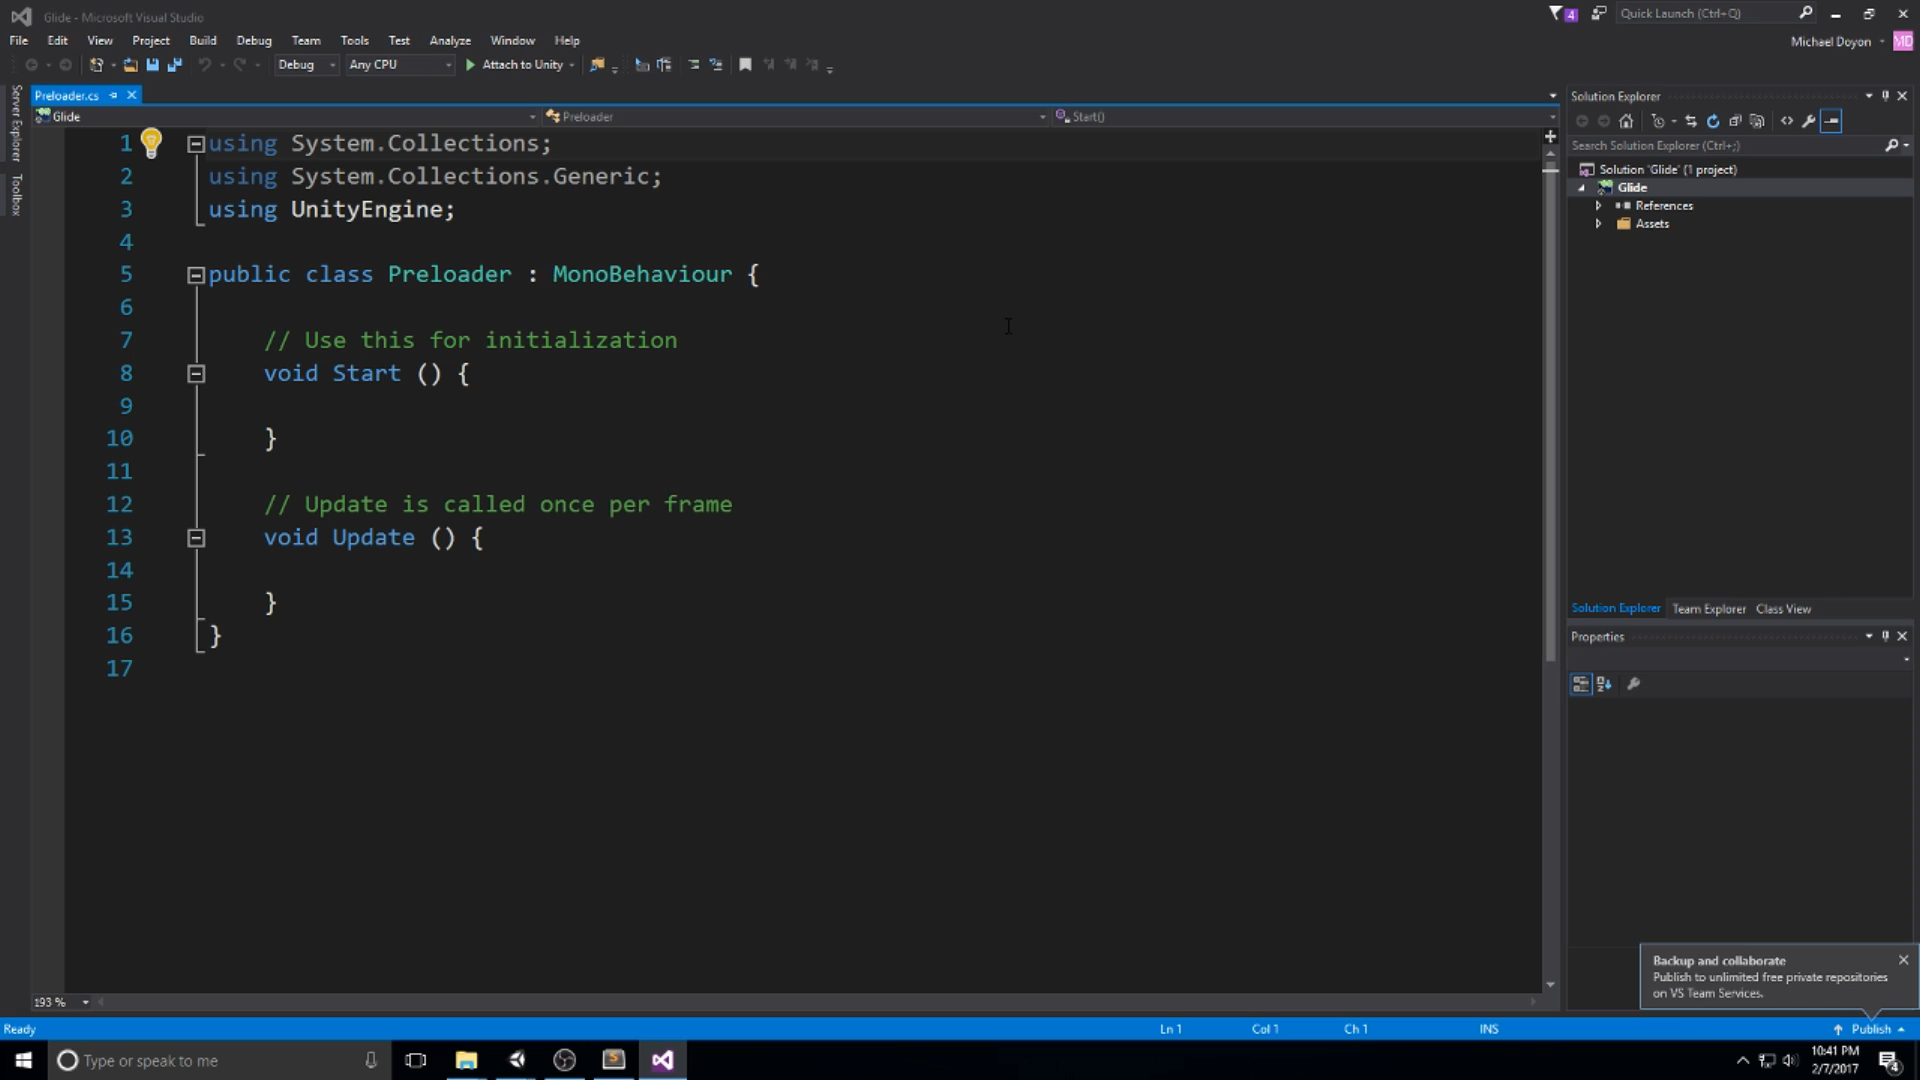 Glide - Microsoft Visual Studio
4
Quick Launch (Ctrl+Q)
File Edit View Project Build Debug Team Tools Test Analyze Window Help
Michael Doyon MD
Debug Any CPU Attach to Unity
Server Explorer
Toolbox
Preloader.cs
Glide Preloader Start()
1 using System.Collections;
2 using System.Collections.Generic;
3 using UnityEngine;
4
5 public class Preloader : MonoBehaviour {
6
7 // Use this for initialization
8 void Start () {
9
10 }
11
12 // Update is called once per frame
13 void Update () {
14
15 }
16 }
17
193 %
Solution Explorer
Search Solution Explorer (Ctrl+;)
Solution 'Glide' (1 project)
Glide
References
Assets
Solution Explorer Team Explorer Class View
Properties
Backup and collaborate
Publish to unlimited free private repositories
on VS Team Services.
Ready Ln 1 Col 1 Ch 1 INS Publish
Type or speak to me
10:41 PM
2/7/2017
4